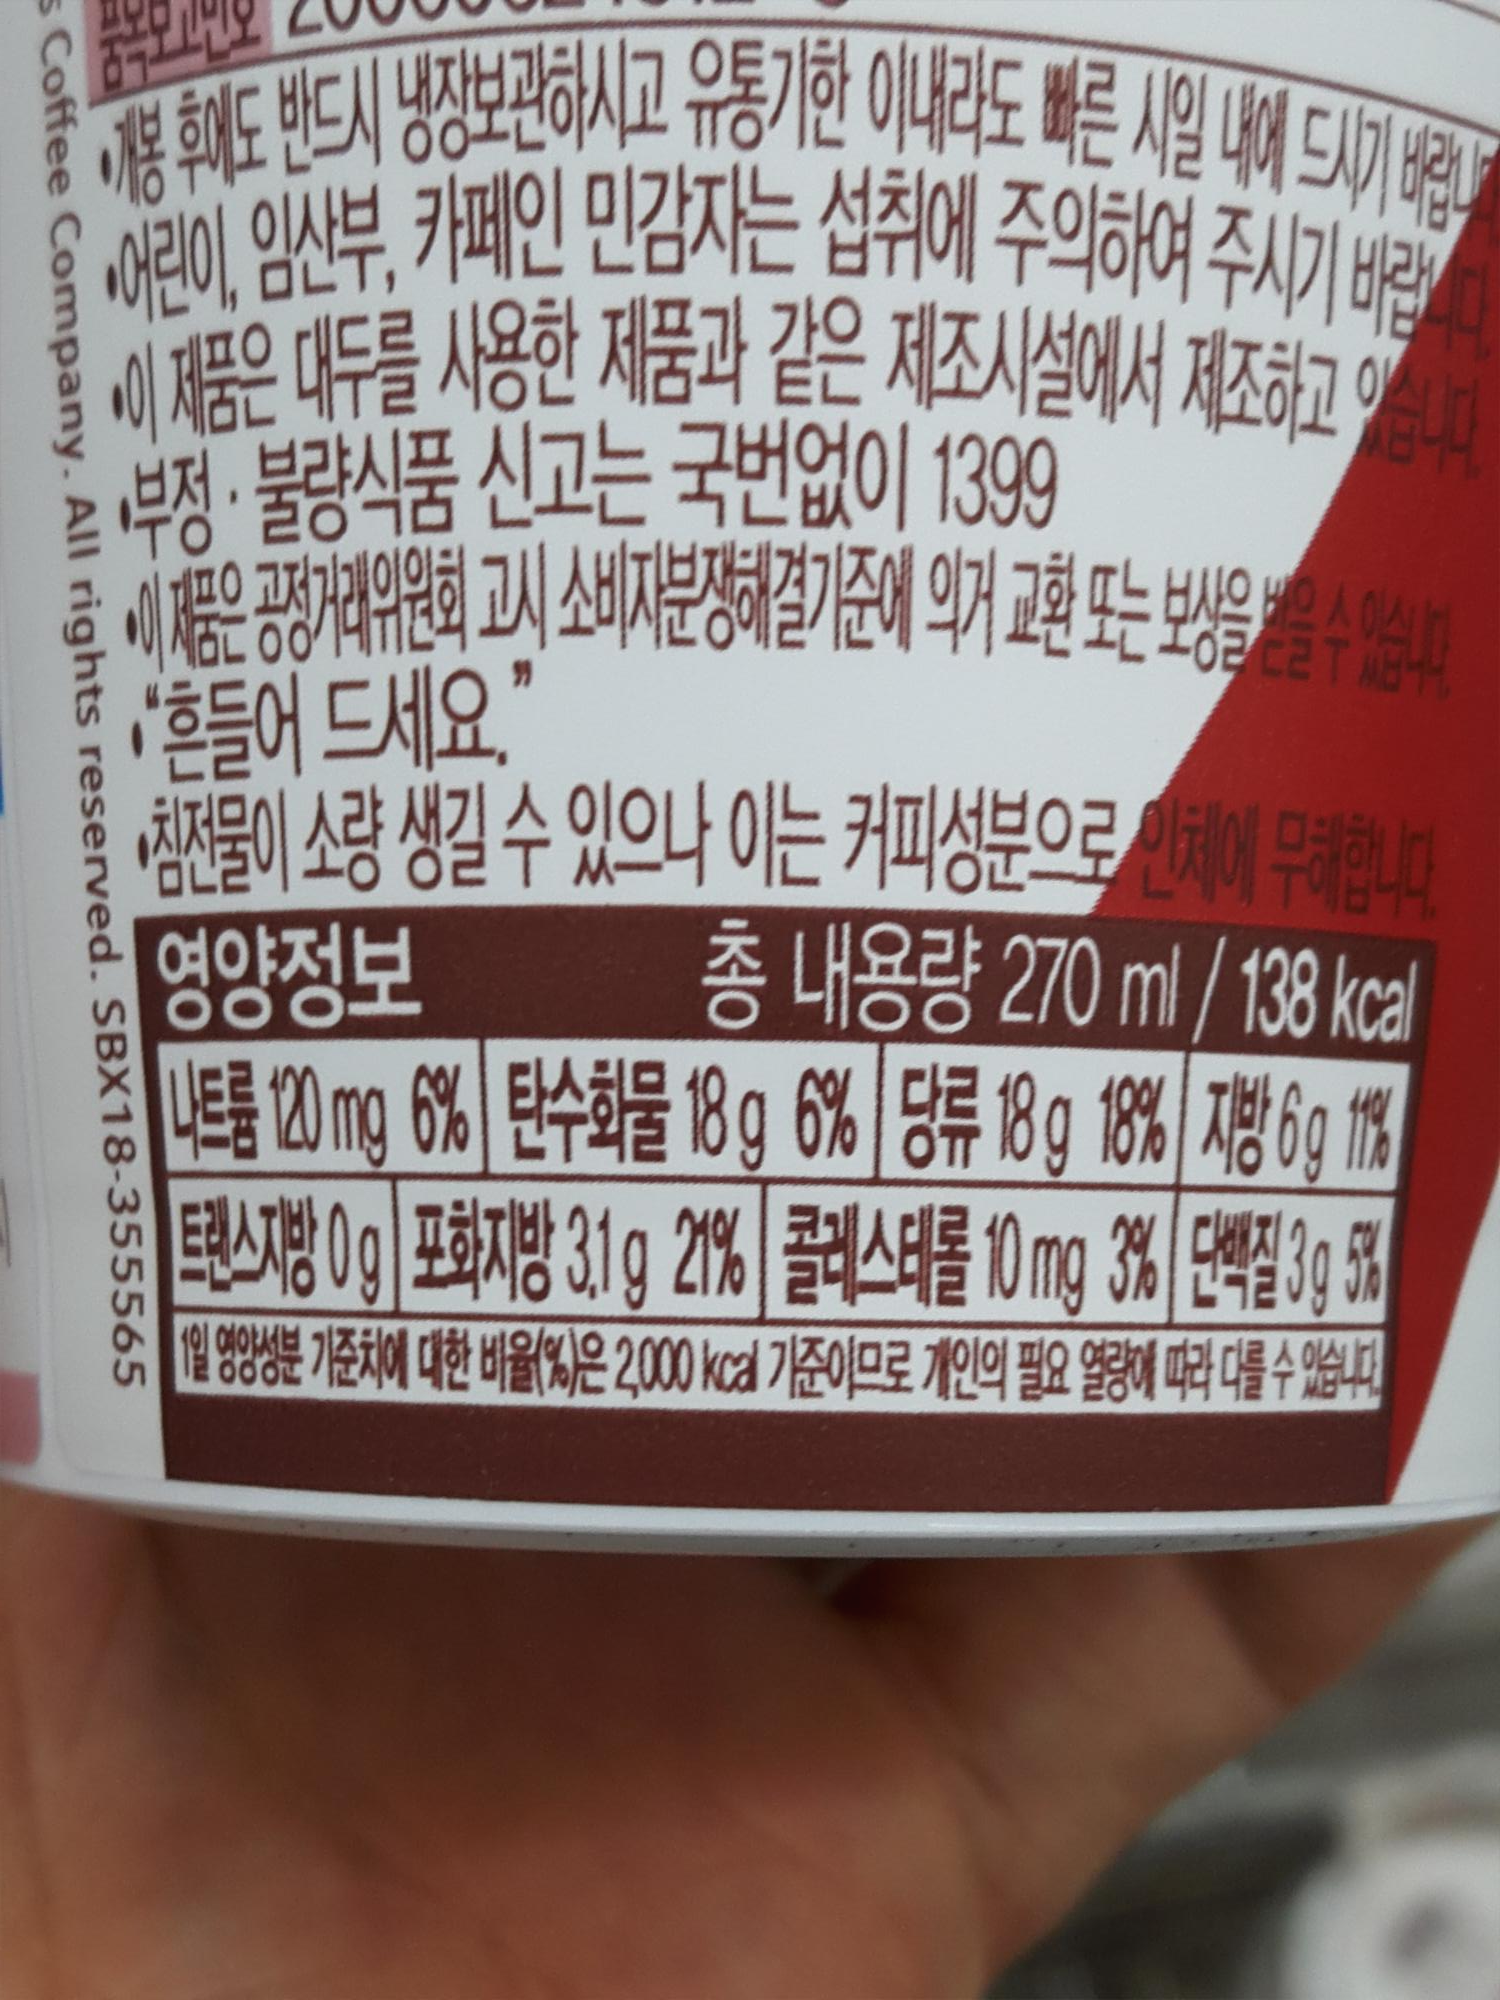 품목보고번호
•개봉 후에도 반드시 냉장보관하시고 유통기한 이내라도 빠른 시일 내에 드시기 바랍니다
•어린이, 임산부, 카페인 민감자는 섭취에 주의하여 주시기 바랍니다.
•이 제품은 대두를 사용한 제품과 같은 제조시설에서 제조하고 있습니다.
•부정·불량식품 신고는 국번없이 1399
•이 제품은 공정거래위원회 고시 소비자분쟁해결기준에 의거 교환 또는 보상을 받을 수 있습니다.
•“흔들어 드세요.”
•침전물이 소량 생길 수 있으나 이는 커피성분으로 인체에 무해합니다.
영양정보 총 내용량 270 ml / 138 kcal
나트륨 120 mg 6% 탄수화물 18 g 6% 당류 18 g 18% 지방 6 g 11%
트랜스지방 0 g 포화지방 3.1 g 21% 콜레스테롤 10 mg 3% 단백질 3 g 5%
1일 영양성분 기준치에 대한 비율(%)은 2,000 kcal 기준이므로 개인의 필요 열량에 따라 다를 수 있습니다.
s Coffee Company. All rights reserved. SBX18-355565